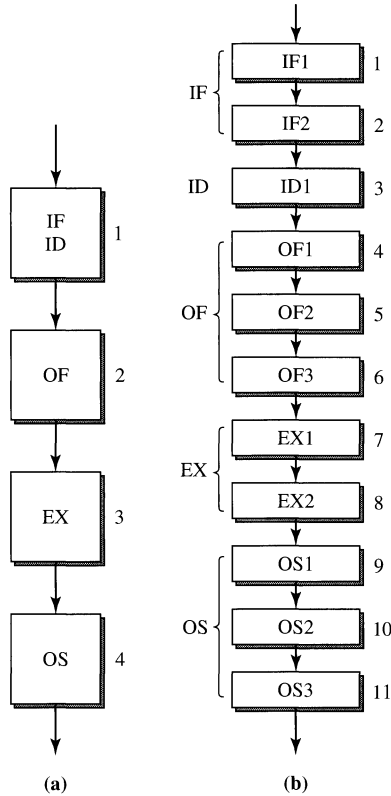 IF
ID
1
OF
2
EX
3
OS
4
(a)
IF
IF1
1
IF2
2
ID
ID1
3
OF
OF1
4
OF2
5
OF3
6
EX
EX1
7
EX2
8
OS
OS1
9
OS2
10
OS3
11
(b)